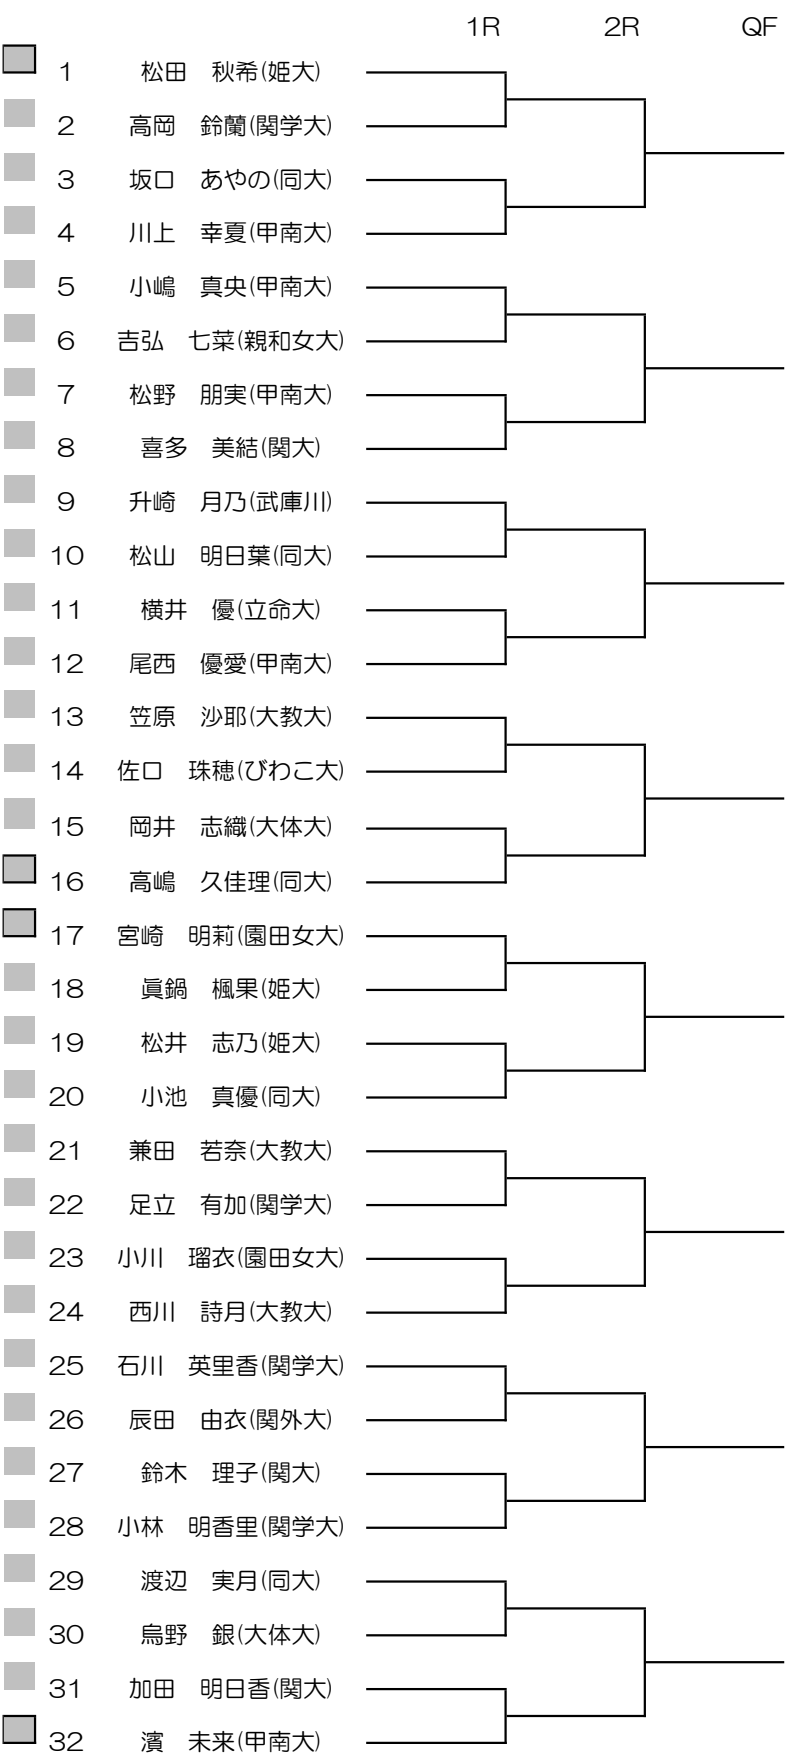 1R 2R QF
1 松田 秋希(姫大)
2 高岡 鈴蘭(関学大)
3 坂口 あやの(同大)
4 川上 幸夏(甲南大)
5 小嶋 真央(甲南大)
6 吉弘 七菜(親和女大)
7 松野 朋実(甲南大)
8 喜多 美結(関大)
9 升崎 月乃(武庫川)
10 松山 明日葉(同大)
11 横井 優(立命大)
12 尾西 優愛(甲南大)
13 笠原 沙耶(大教大)
14 佐口 珠穂(びわこ大)
15 岡井 志織(大体大)
16 高嶋 久佳理(同大)
17 宮崎 明莉(園田女大)
18 眞鍋 楓果(姫大)
19 松井 志乃(姫大)
20 小池 真優(同大)
21 兼田 若奈(大教大)
22 足立 有加(関学大)
23 小川 瑠衣(園田女大)
24 西川 詩月(大教大)
25 石川 英里香(関学大)
26 辰田 由衣(関外大)
27 鈴木 理子(関大)
28 小林 明香里(関学大)
29 渡辺 実月(同大)
30 烏野 銀(大体大)
31 加田 明日香(関大)
32 濱 未来(甲南大)